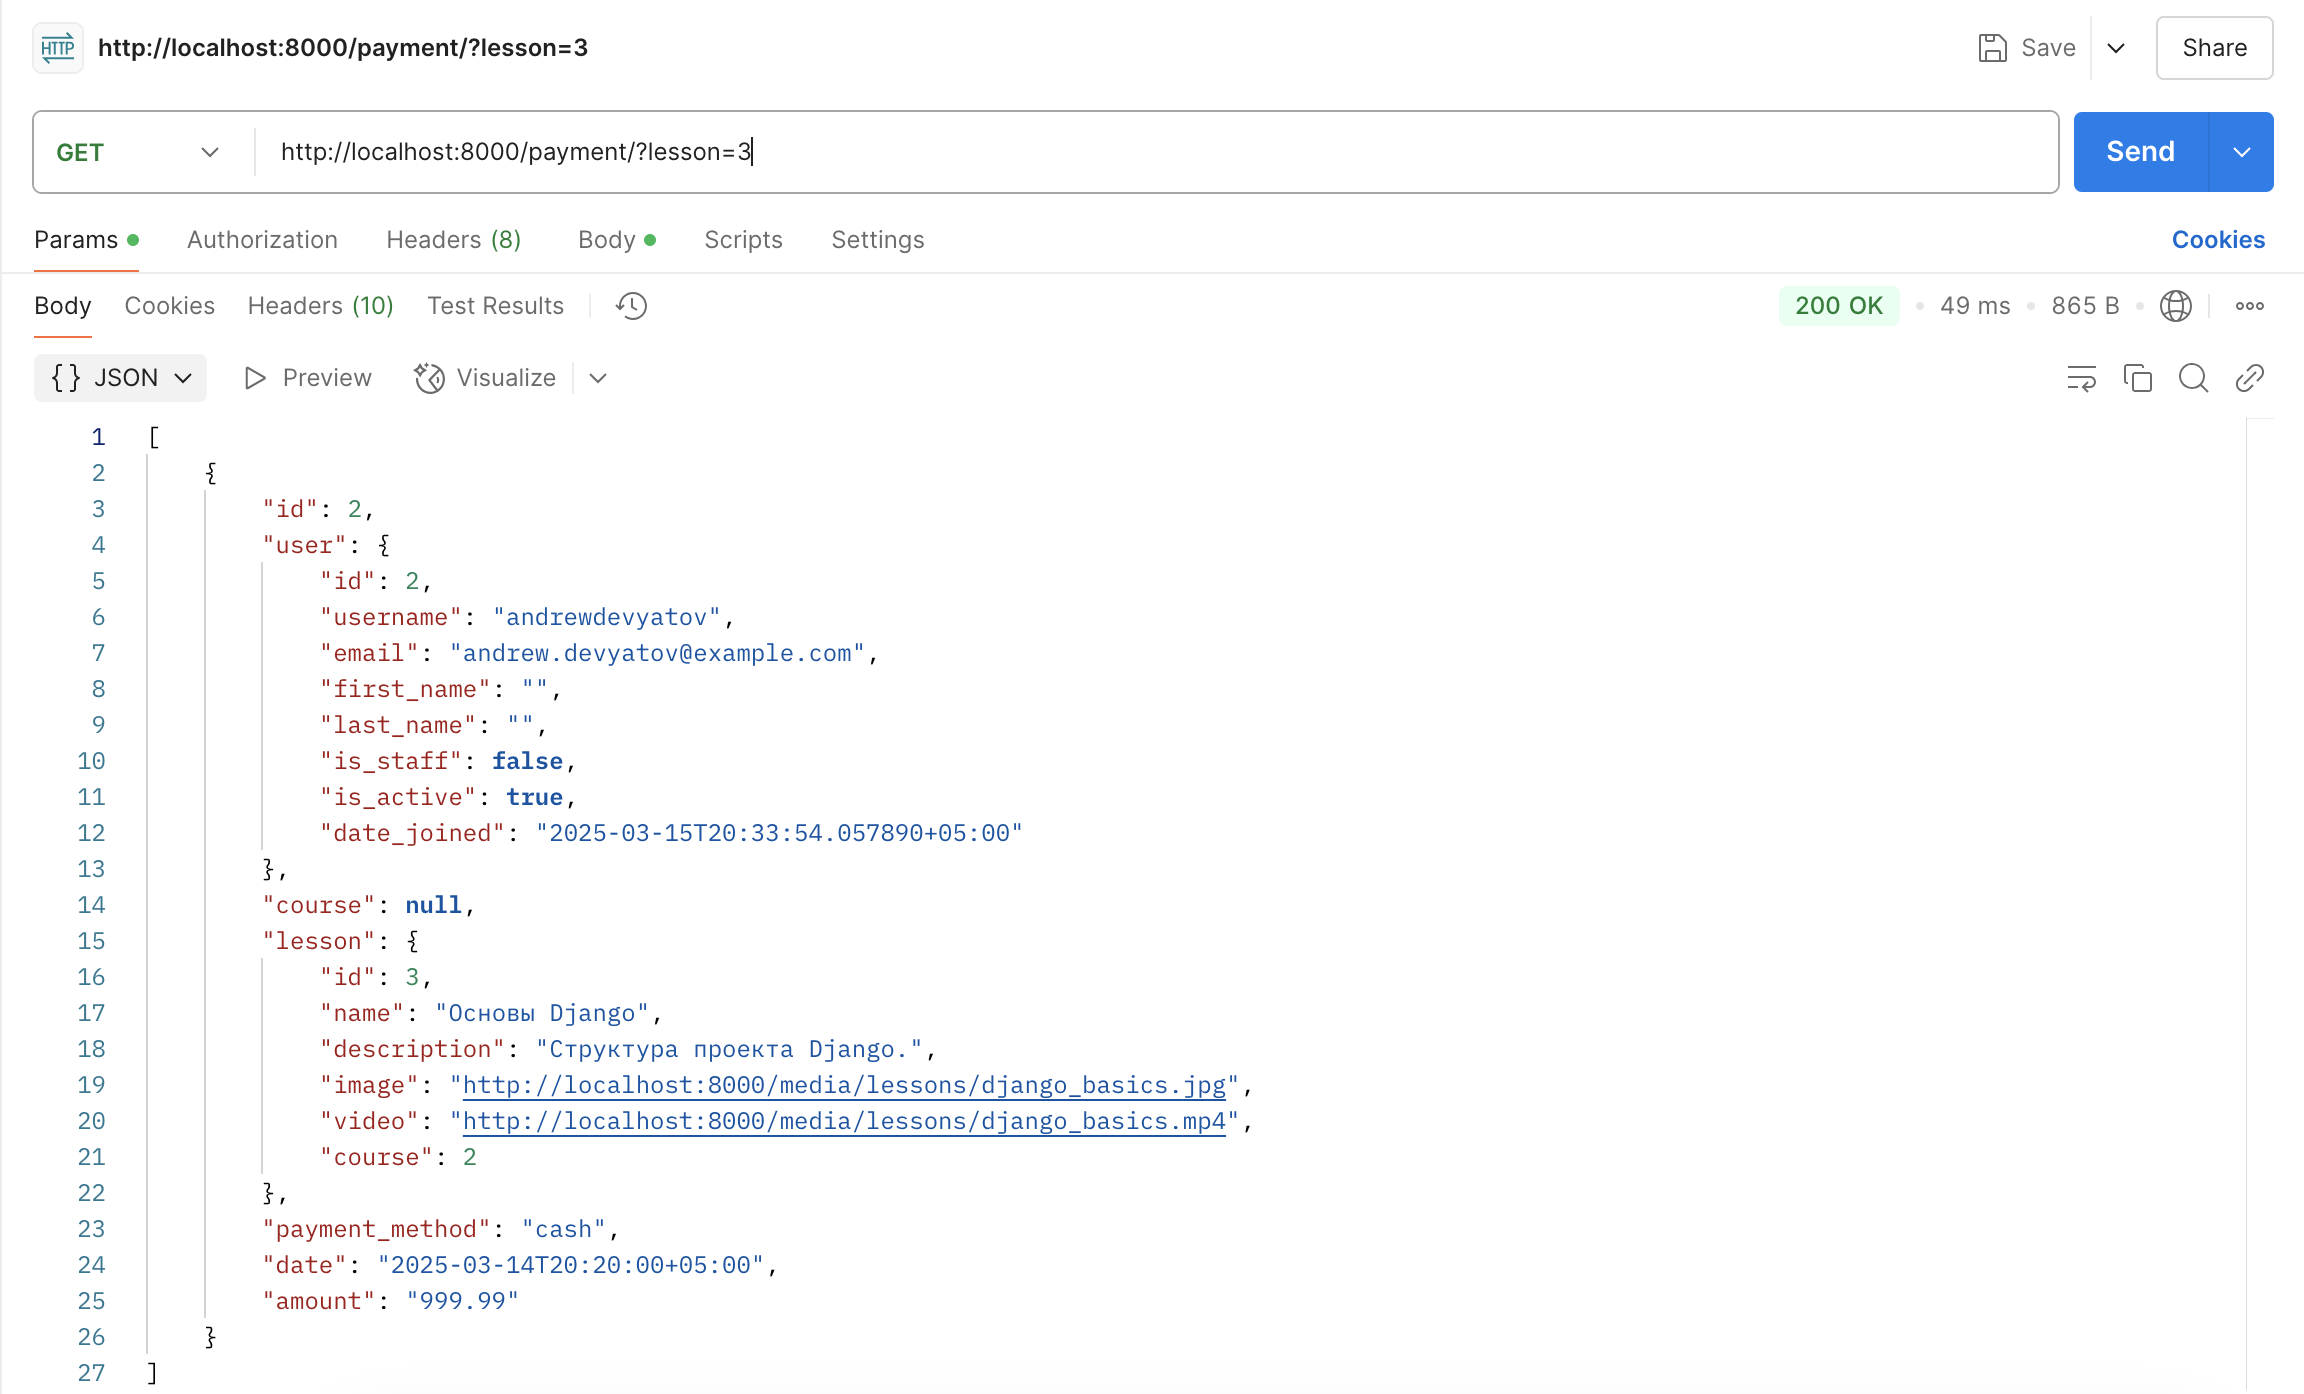 HTTP http://localhost:8000/payment/?lesson=3 Save Share
GET http://localhost:8000/payment/?lesson=3 Send
Params Authorization Headers (8) Body Scripts Settings Cookies
Body Cookies Headers (10) Test Results 200 OK 49 ms 865 B
{} JSON Preview Visualize
1 [
2 {
3 "id": 2,
4 "user": {
5 "id": 2,
6 "username": "andrewdevyatov",
7 "email": "andrew.devyatov@example.com",
8 "first_name": "",
9 "last_name": "",
10 "is_staff": false,
11 "is_active": true,
12 "date_joined": "2025-03-15T20:33:54.057890+05:00"
13 },
14 "course": null,
15 "lesson": {
16 "id": 3,
17 "name": "Основы Django",
18 "description": "Структура проекта Django.",
19 "image": "http://localhost:8000/media/lessons/django_basics.jpg",
20 "video": "http://localhost:8000/media/lessons/django_basics.mp4",
21 "course": 2
22 },
23 "payment_method": "cash",
24 "date": "2025-03-14T20:20:00+05:00",
25 "amount": "999.99"
26 }
27 ]